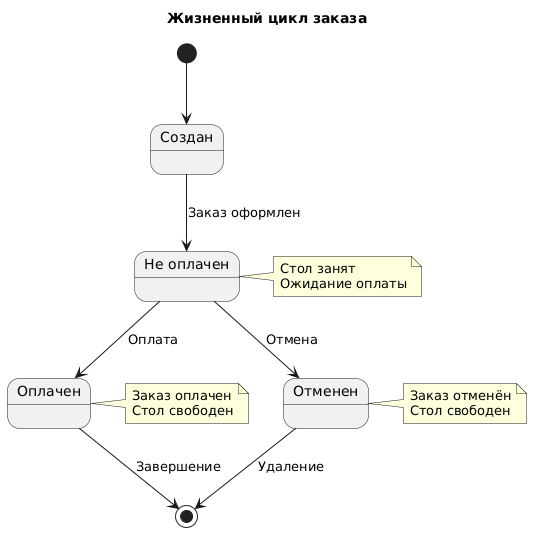 Жизненный цикл заказа
Создан
Заказ оформлен
Не оплачен
Стол занят
Ожидание оплаты
Оплата
Отмена
Оплачен
Заказ оплачен
Стол свободен
Отменен
Заказ отменён
Стол свободен
Завершение
Удаление